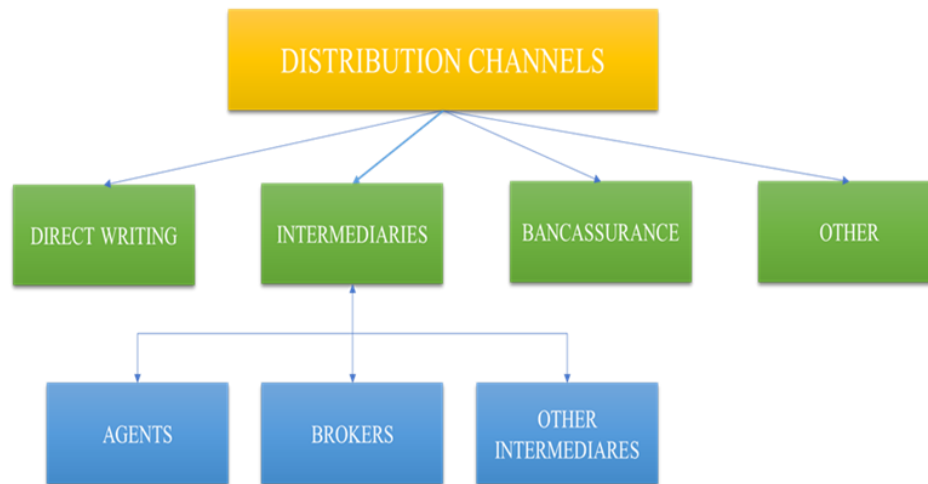 DISTRIBUTION CHANNELS
DIRECT WRITING
INTERMEDIARIES
BANCASSURANCE
OTHER
AGENTS
BROKERS
OTHER
INTERMEDIARES